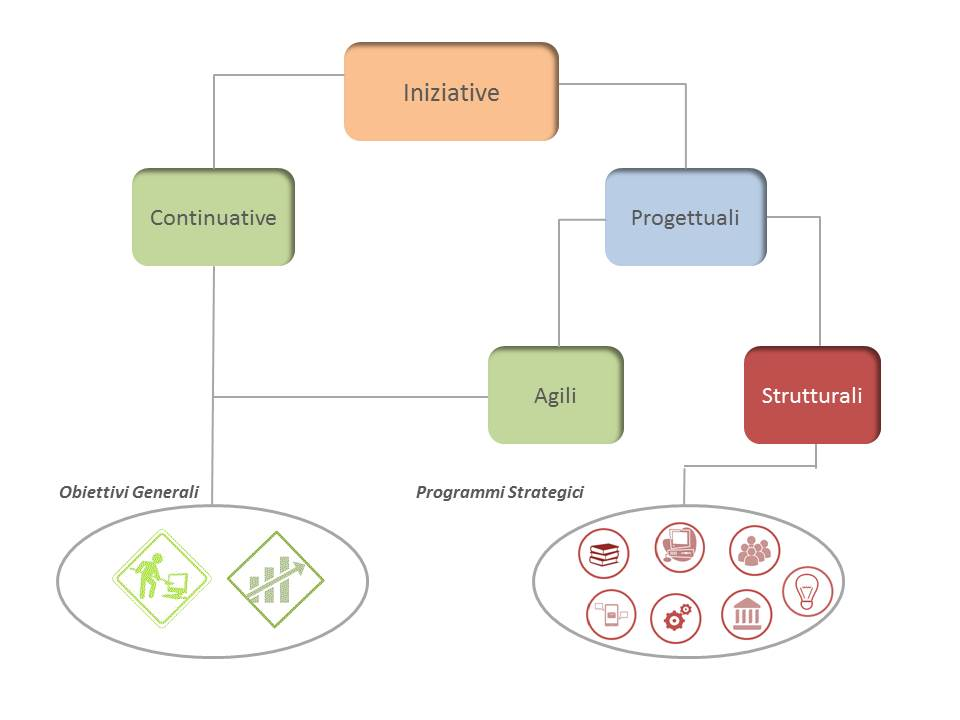 Iniziative
Continuative
Progettuali
Agili
Strutturali
Obiettivi Generali
Programmi Strategici